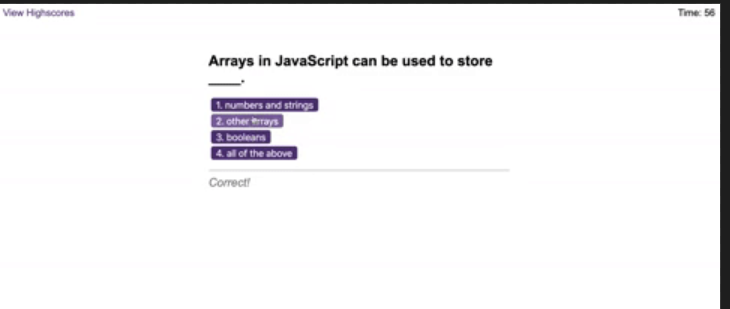 View Highscores
Time: 56
Arrays in JavaScript can be used to store
____.
1. numbers and strings
2. other arrays
3. booleans
4. all of the above
Correct!